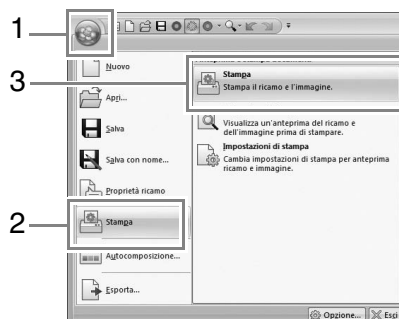 1
3
2
Nuovo
Apri...
Salva
Salva con nome...
Proprietà ricamo
Stampa
Autocomposizione...
Esporta...
Stampa
Stampa il ricamo e l'immagine.
Visualizza un'anteprima del ricamo e
dell'immagine prima di stampare.
Impostazioni di stampa
Cambia impostazioni di stampa per anteprima
ricamo e immagine.
Opzione...
Esci